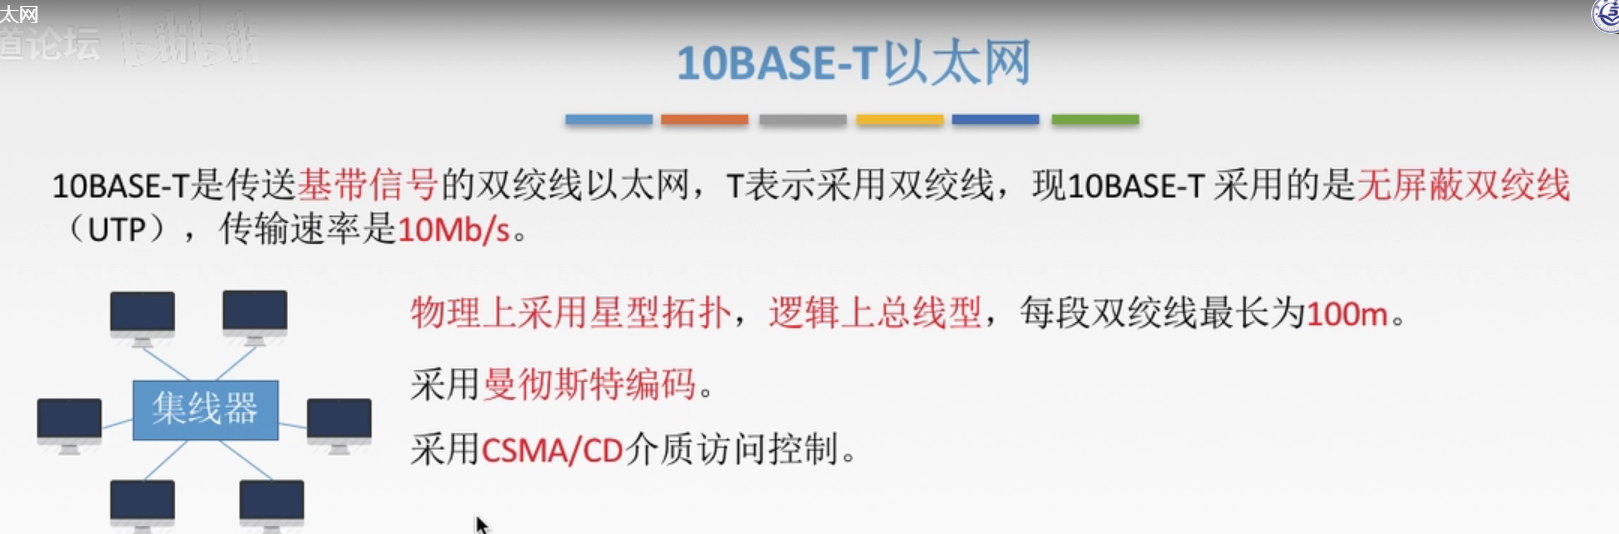 太网
道论坛 bilibili
10BASE-T以太网
10BASE-T是传送基带信号的双绞线以太网，T表示采用双绞线，现10BASE-T 采用的是无屏蔽双绞线
（UTP），传输速率是10Mb/s。
物理上采用星型拓扑，逻辑上总线型，每段双绞线最长为100m。
采用曼彻斯特编码。
集线器
采用CSMA/CD介质访问控制。